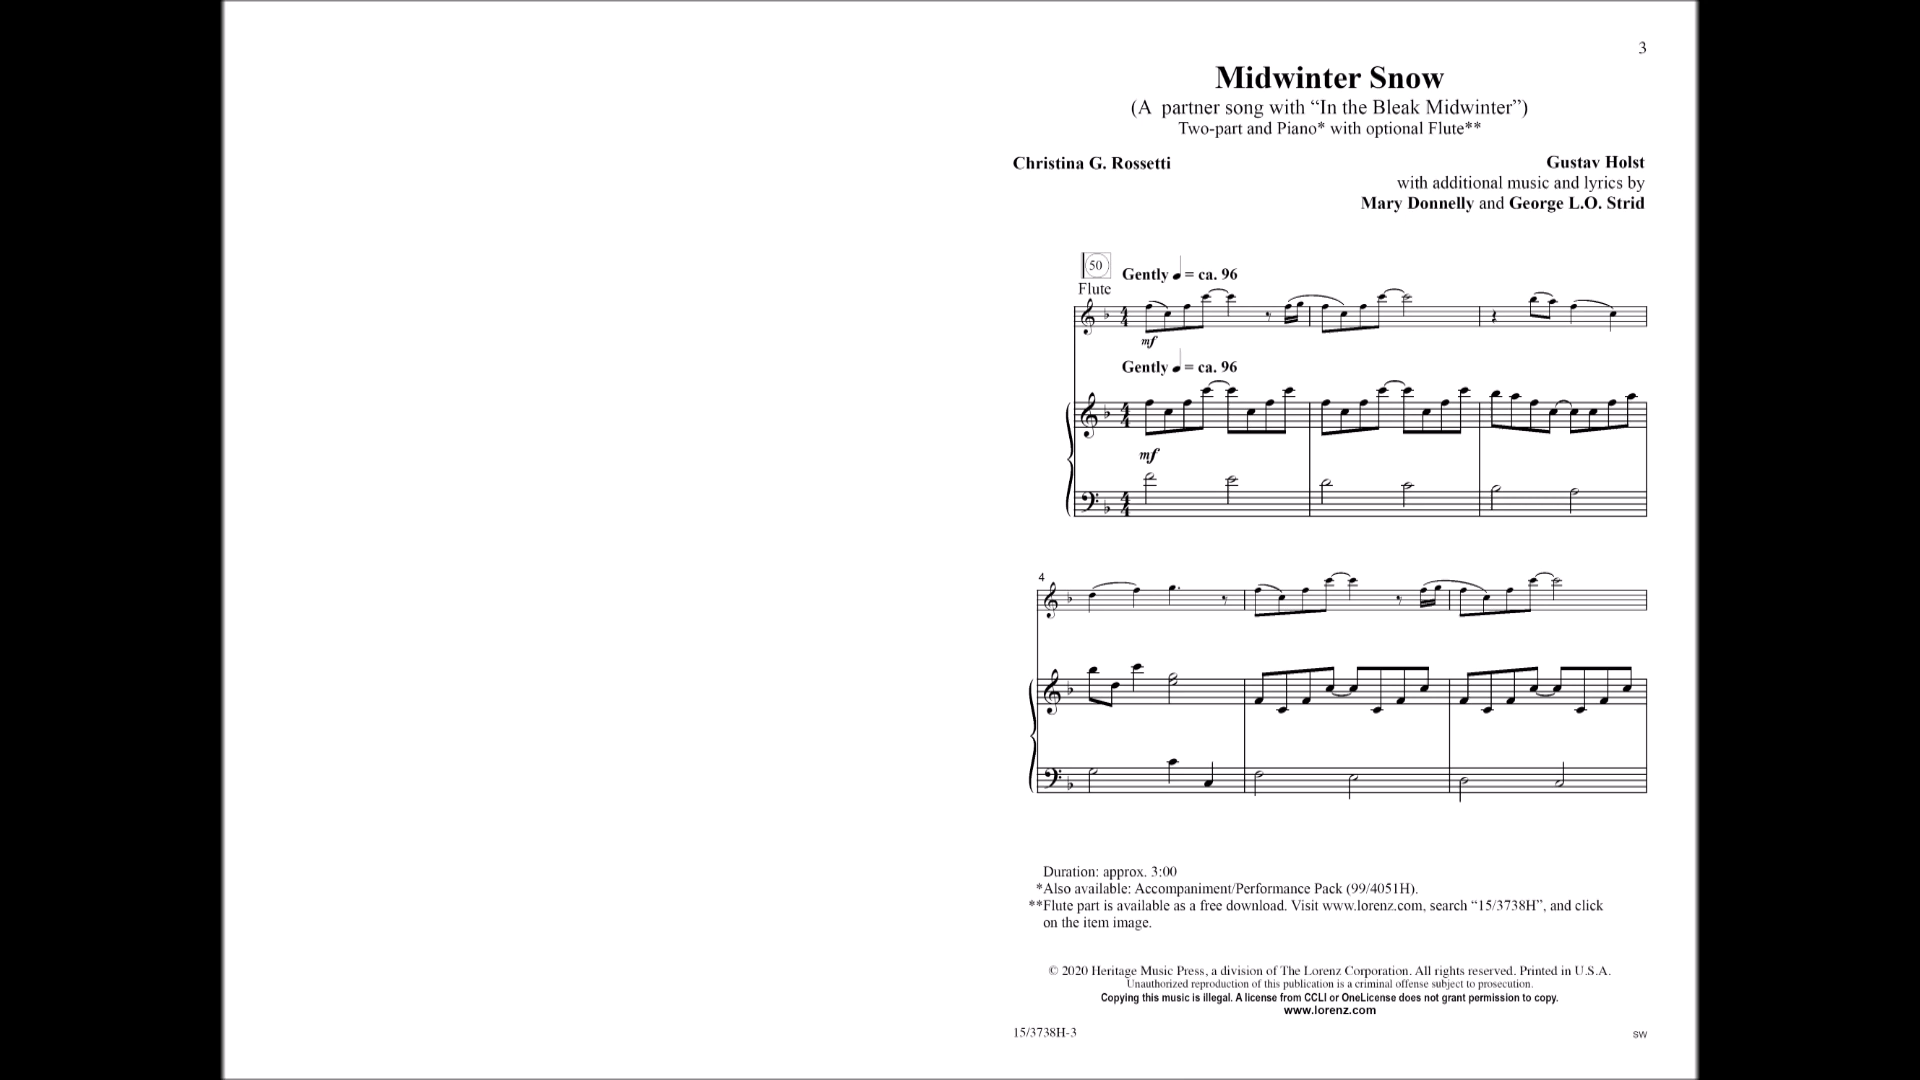 3
Midwinter Snow
(A partner song with “In the Bleak Midwinter”)
Two-part and Piano* with optional Flute**
Christina G. Rossetti
Gustav Holst
with additional music and lyrics by
Mary Donnelly and George L.O. Strid
50
Gently ♩ = ca. 96
Flute
mf
Gently ♩ = ca. 96
mf
4
Duration: approx. 3:00
*Also available: Accompaniment/Performance Pack (99/4051H).
**Flute part is available as a free download. Visit www.lorenz.com, search “15/3738H”, and click
on the item image.
© 2020 Heritage Music Press, a division of The Lorenz Corporation. All rights reserved. Printed in U.S.A.
Unauthorized reproduction of this publication is a criminal offense subject to prosecution.
Copying this music is illegal. A license from CCLI or OneLicense does not grant permission to copy.
www.lorenz.com
15/3738H-3
SW